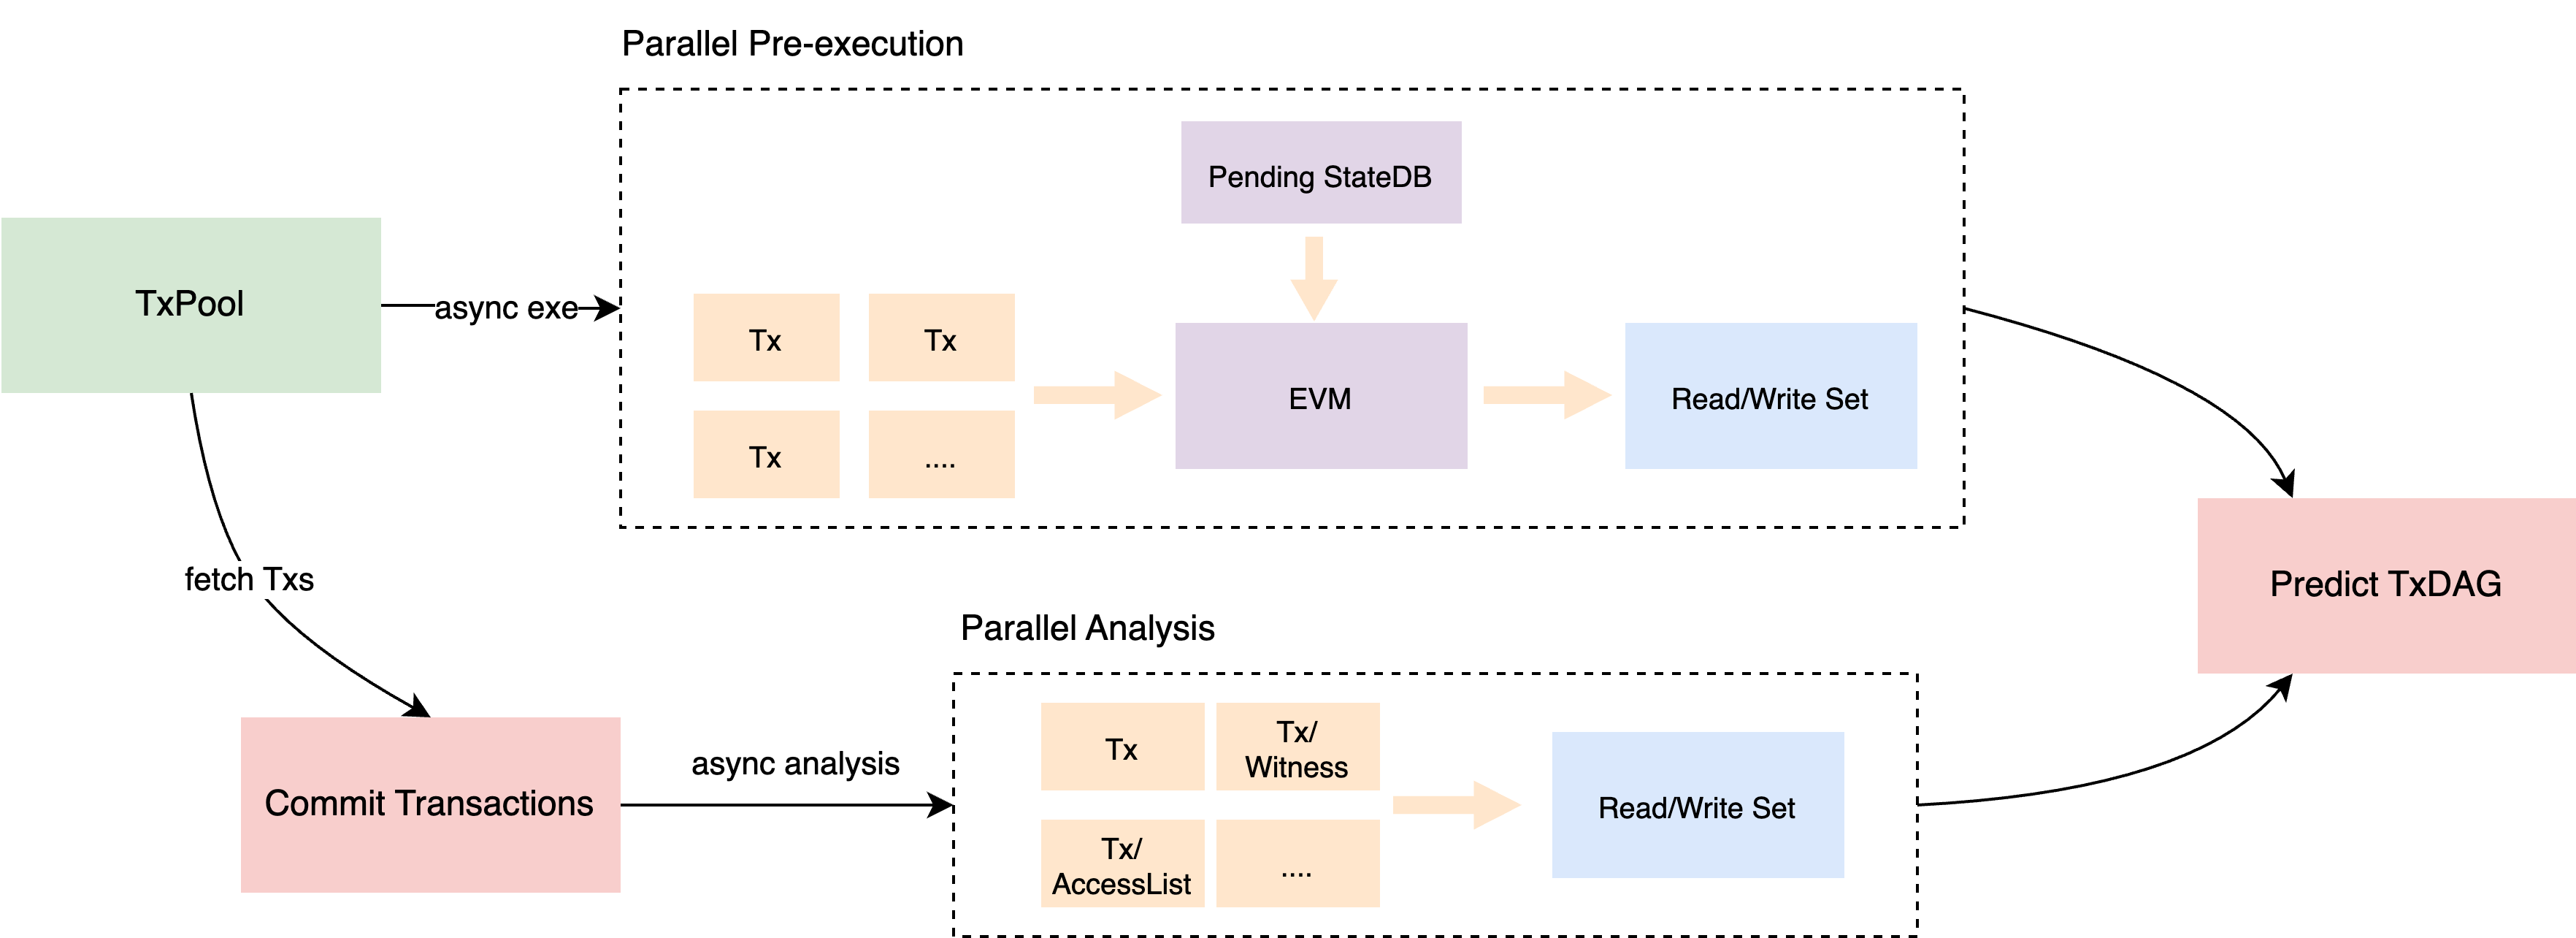 Parallel Pre-execution
Pending StateDB
TxPool
async exe
Tx
Tx
EVM
Read/Write Set
Tx
....
fetch Txs
Predict TxDAG
Parallel Analysis
Commit Transactions
async analysis
Tx
Tx/
Witness
Tx/
AccessList
....
Read/Write Set